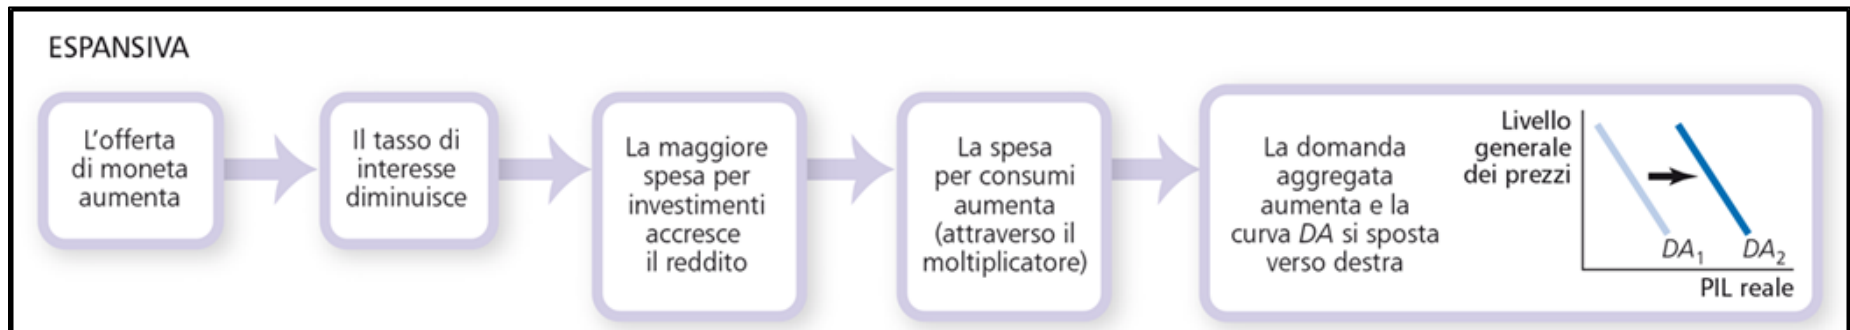 ESPANSIVA
L'offerta
di moneta
aumenta
Il tasso di
interesse
diminuisce
La maggiore
spesa per
investimenti
accresce
il reddito
La spesa
per consumi
aumenta
(attraverso il
moltiplicatore)
La domanda
aggregata
aumenta e la
curva DA si sposta
verso destra
Livello
generale
dei prezzi
DA₁
DA₂
PIL reale